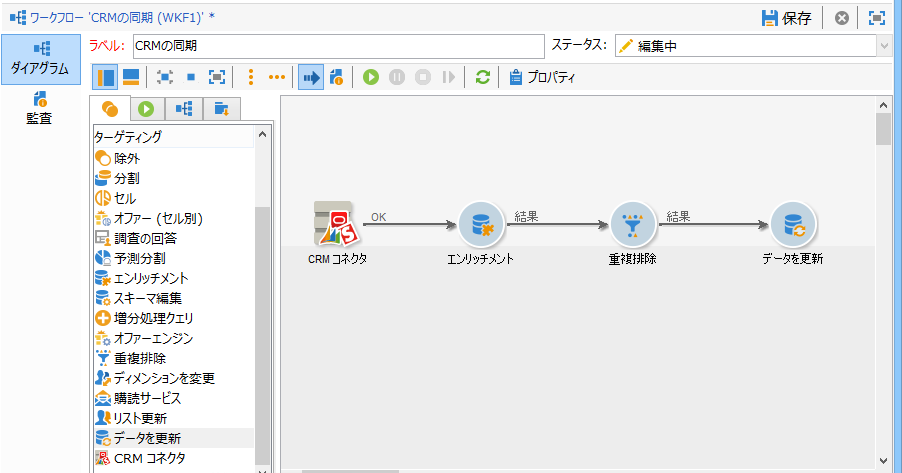 ワークフロー 'CRMの同期 (WKF1)' *
保存
ダイアグラム
監査
ラベル:
CRMの同期
ステータス:
編集中
プロパティ
ターゲティング
除外
分割
セル
オファー (セル別)
調査の回答
予測分割
エンリッチメント
スキーマ編集
増分処理クエリ
オファーエンジン
重複排除
ディメンションを変更
購読サービス
リスト更新
データを更新
CRM コネクタ
OK
結果
結果
CRM コネクタ
エンリッチメント
重複排除
データを更新